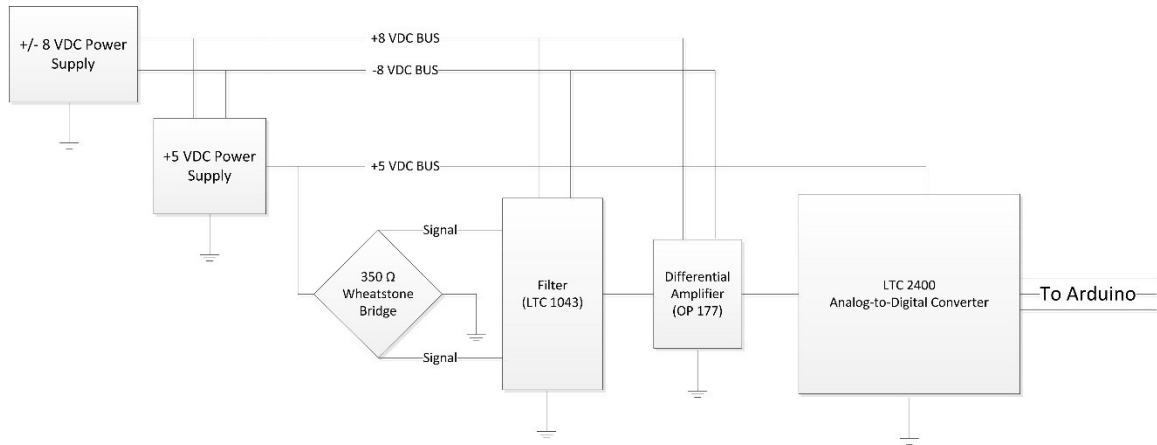 +/- 8 VDC Power
Supply
+8 VDC BUS
-8 VDC BUS
+5 VDC Power
Supply
+5 VDC BUS
Signal
350 Ω
Wheatstone
Bridge
Signal
Filter
(LTC 1043)
Differential
Amplifier
(OP 177)
LTC 2400
Analog-to-Digital Converter
To Arduino